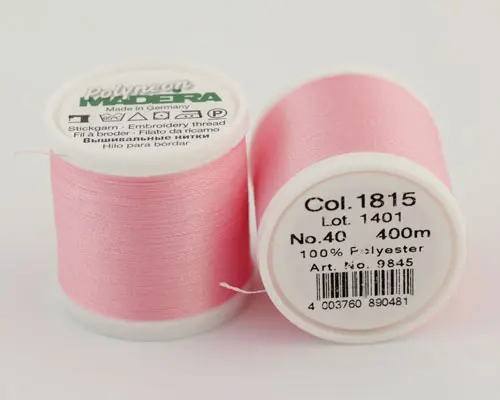 Polyneon
MADEIRA
Made in Germany
Stickgarn · Embroidery thread
Fil à broder · Filato da ricamo
Вышивальные нитки
Hilo para bordar
Col.1815
Lot. 1401
No.40 400m
100% Polyester
Art. No. 9845
4 003760 890481